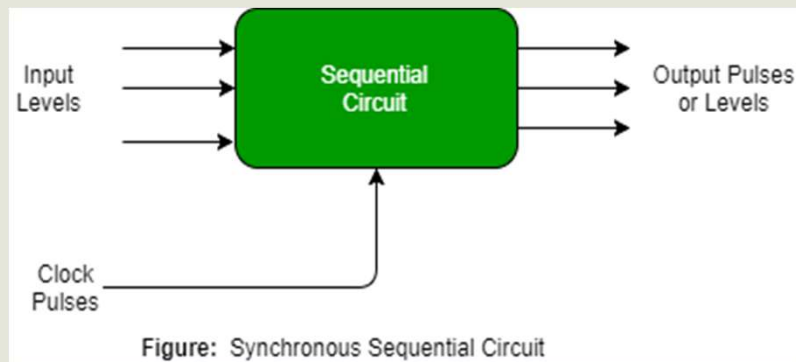 Input
Levels
Sequential
Circuit
Output Pulses
or Levels
Clock
Pulses
Figure: Synchronous Sequential Circuit